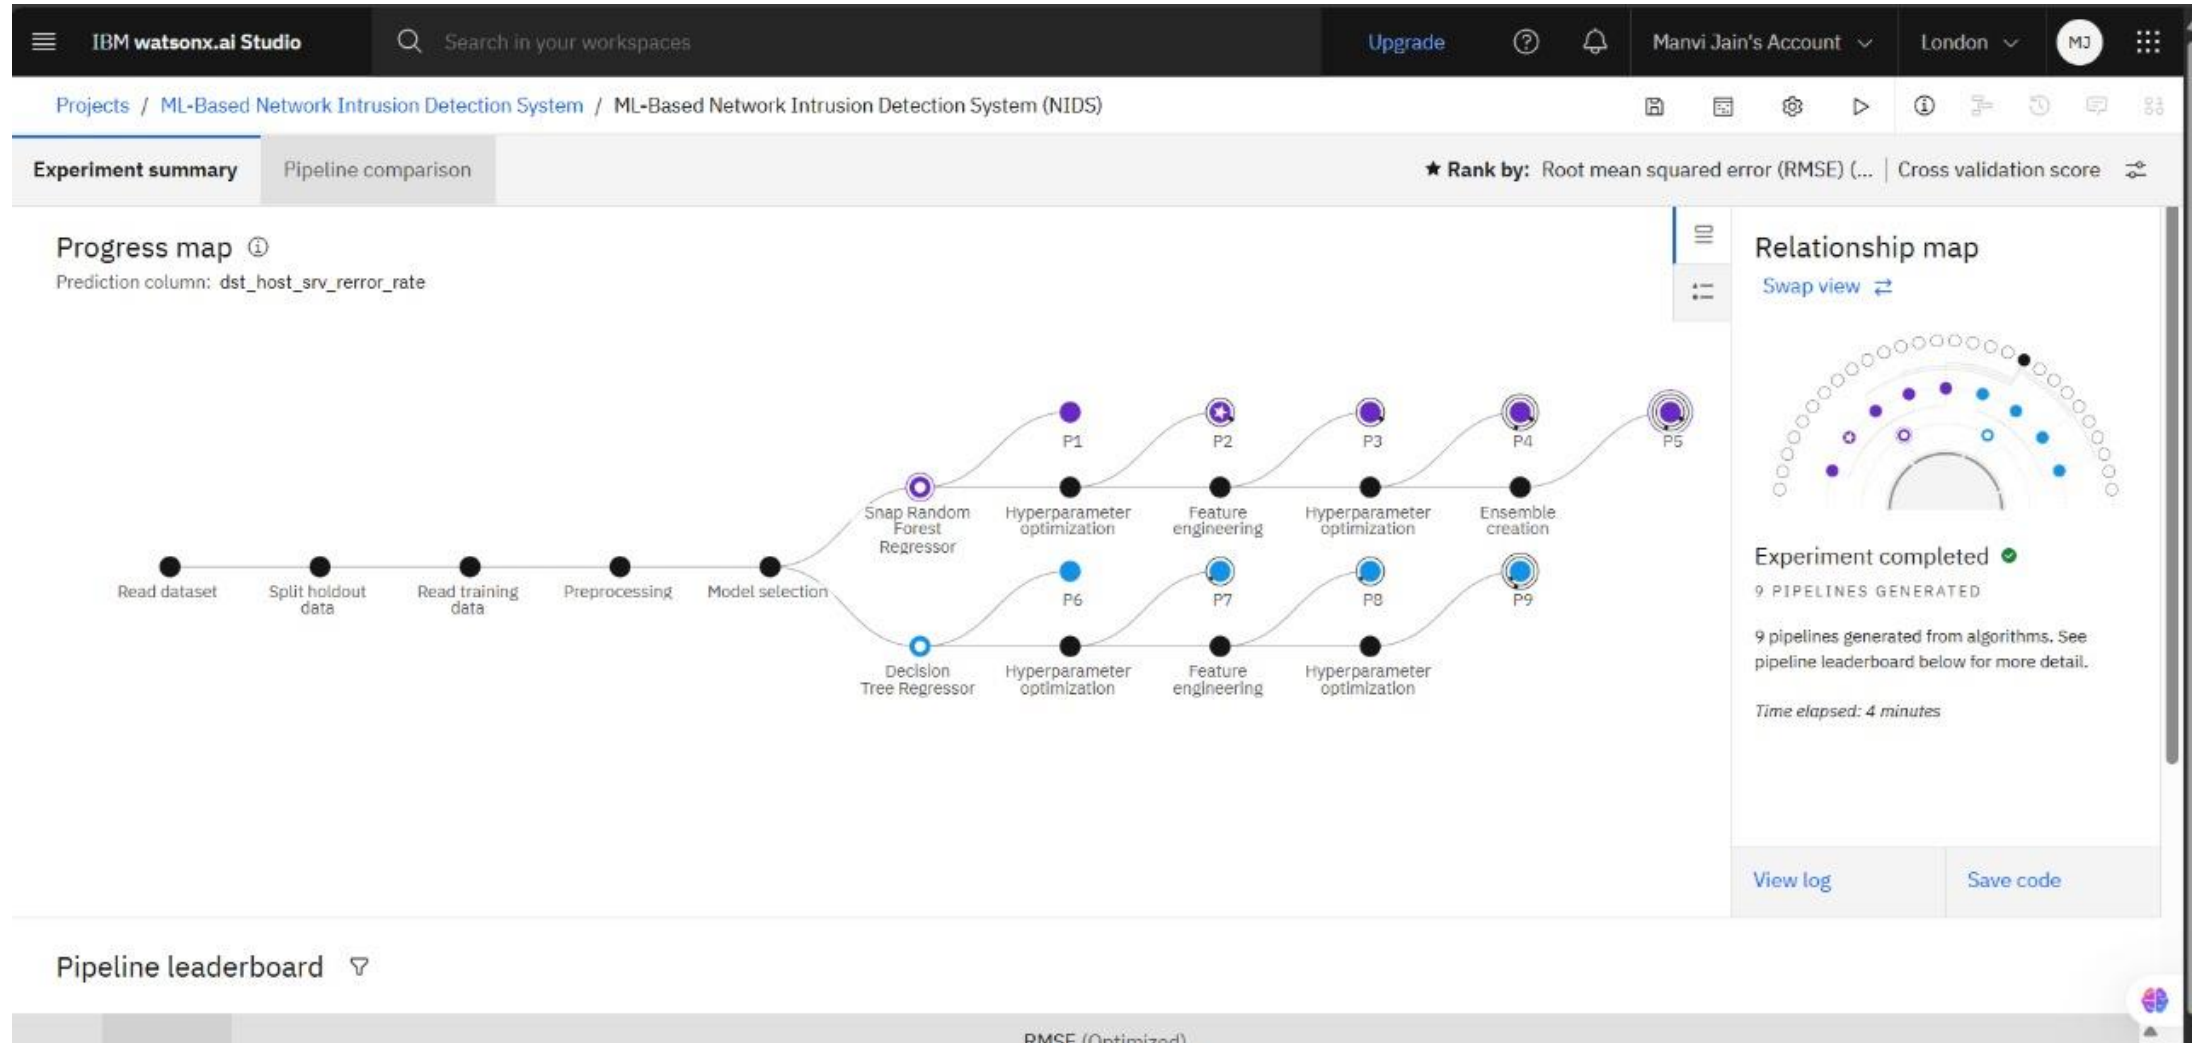 IBM watsonx.ai Studio
Search in your workspaces
Upgrade
Manvi Jain's Account
London
MJ
Projects / ML-Based Network Intrusion Detection System / ML-Based Network Intrusion Detection System (NIDS)
Experiment summary
Pipeline comparison
Rank by: Root mean squared error (RMSE) (... | Cross validation score
Progress map
Prediction column: dst_host_srv_rerror_rate
P1
P2
P3
P4
P5
Snap Random
Forest
Regressor
Hyperparameter
optimization
Feature
engineering
Hyperparameter
optimization
Ensemble
creation
Read dataset
Split holdout
data
Read training
data
Preprocessing
Model selection
P6
P7
P8
P9
Decision
Tree Regressor
Hyperparameter
optimization
Feature
engineering
Hyperparameter
optimization
Relationship map
Swap view
Experiment completed
9 PIPELINES GENERATED
9 pipelines generated from algorithms. See
pipeline leaderboard below for more detail.
Time elapsed: 4 minutes
View log
Save code
Pipeline leaderboard
RMSE (Optimized)